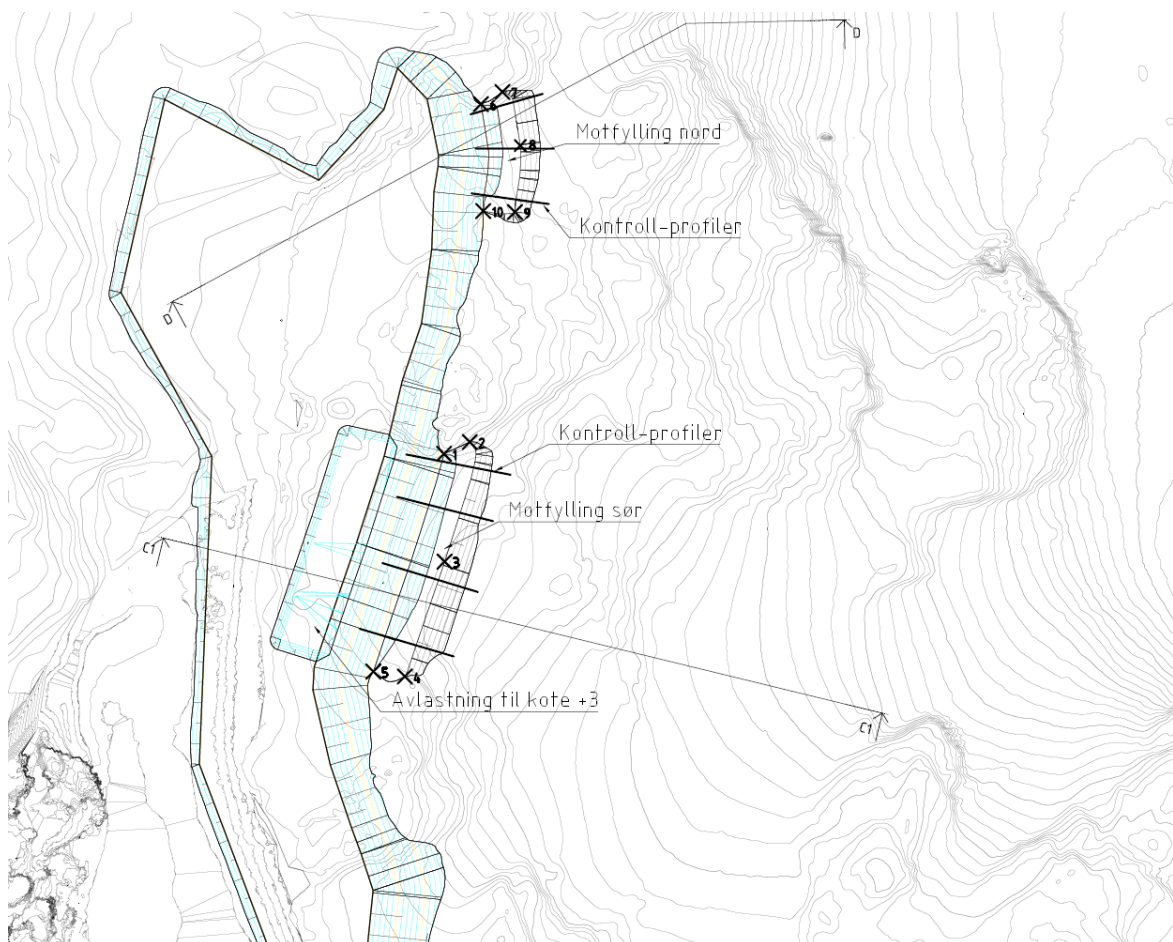 D
7
6
Motfylling nord
8
10
9
Kontroll-profiler
D
Kontroll-profiler
2
1
Motfylling sør
C1
3
5
4
Avlastning til kote +3
C1